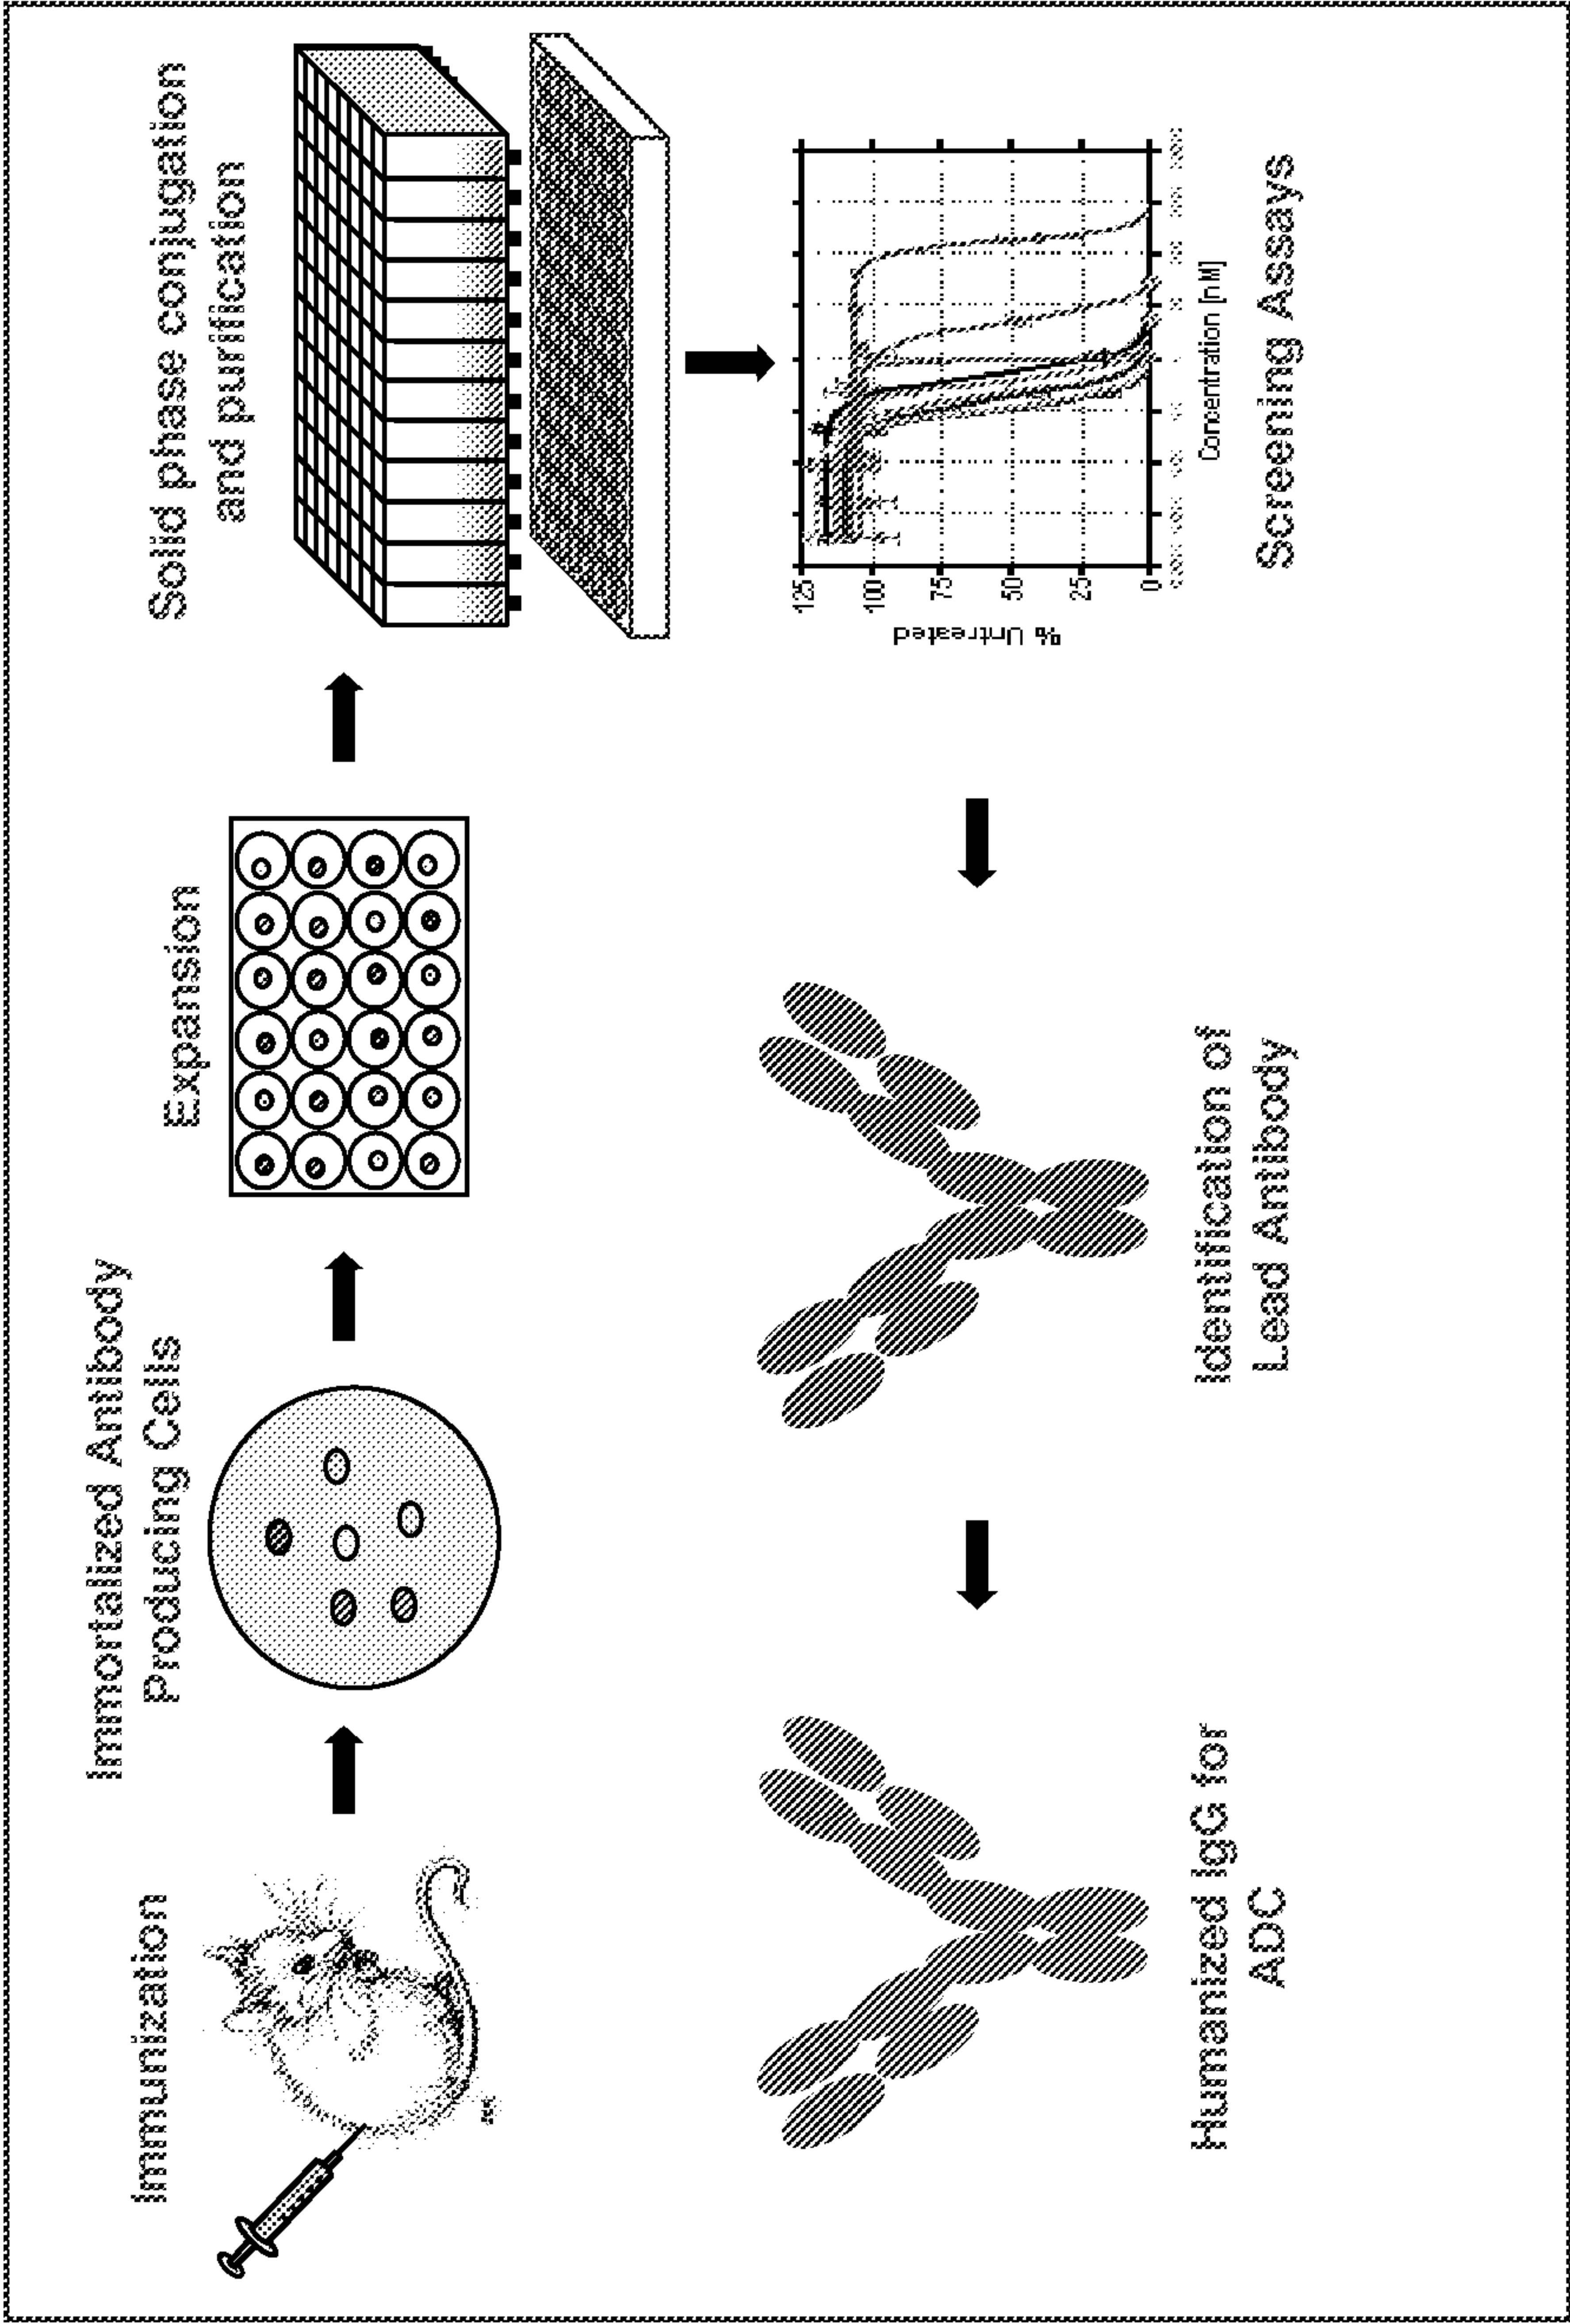 Immunization
Immortalized Antibody
Producing Cells
Expansion
Solid phase conjugation
and purification
% Untreated
125
100
75
50
25
0
Concentration [nM]
Screening Assays
Identification of
Lead Antibody
Humanized IgG for
ADC